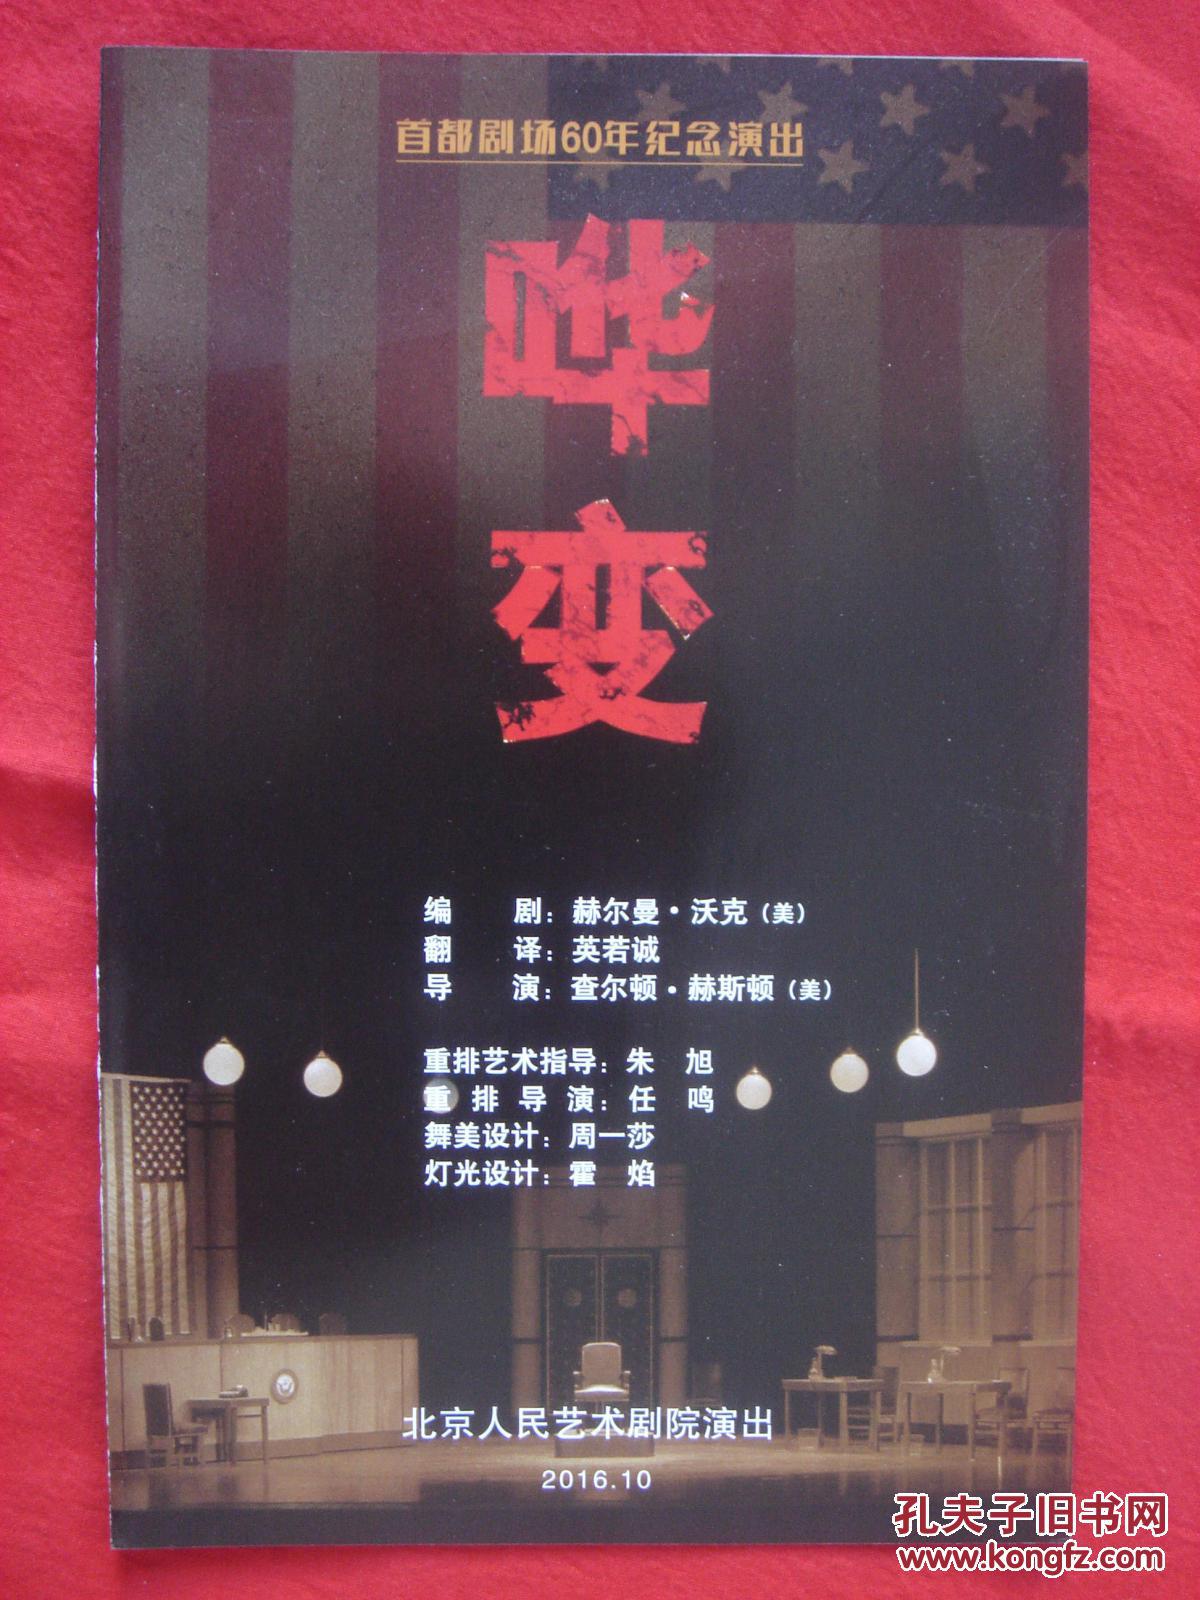 首都剧场60年纪念演出
哗变
编 剧：赫尔曼·沃克（美）
翻 译：英若诚
导 演：查尔顿·赫斯顿（美）
重排艺术指导：朱 旭
重排导演：任 鸣
舞美设计：周一莎
灯光设计：霍 焰
北京人民艺术剧院演出
2016.10
孔夫子旧书网
www.kongfz.com